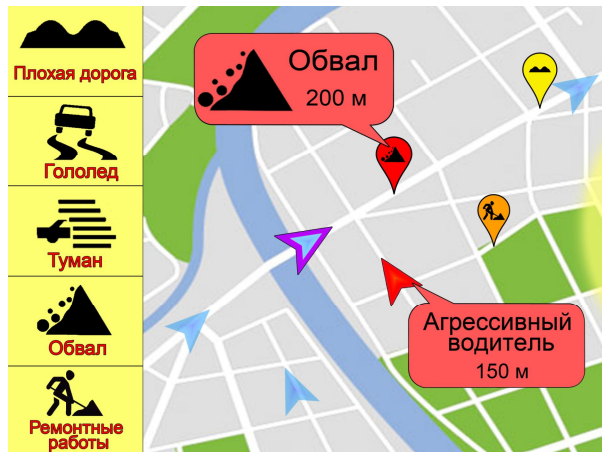 Плохая дорога
Гололед
Туман
Обвал
Ремонтные
работы
Обвал
200 м
Агрессивный
водитель
150 м